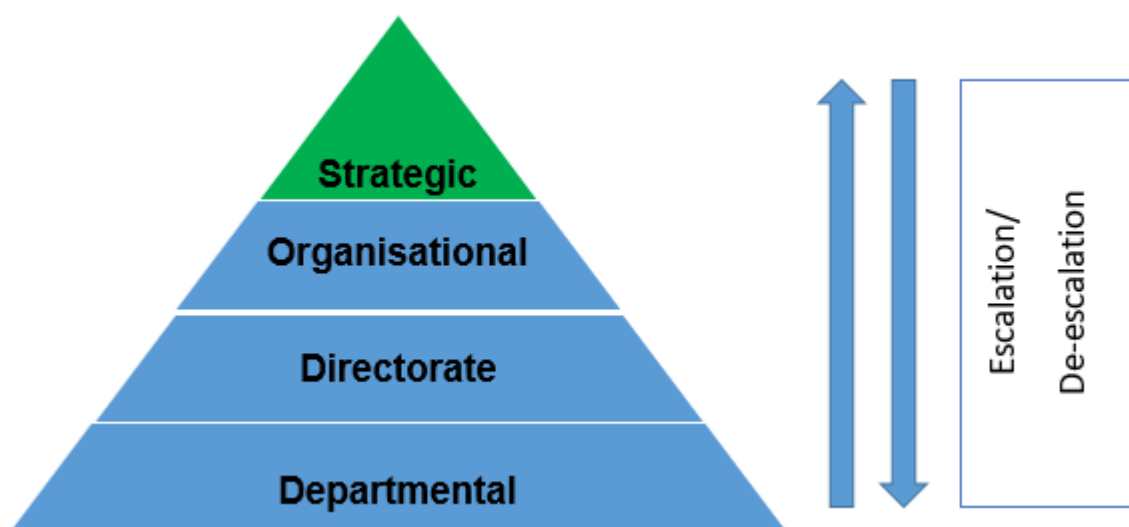 Strategic
Organisational
Directorate
Departmental
Escalation/
De-escalation